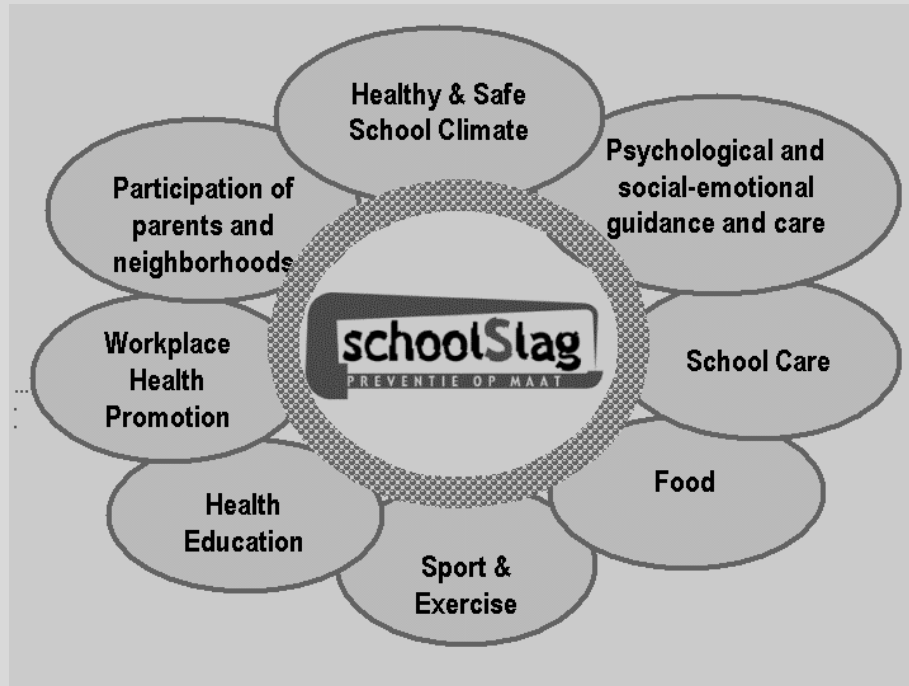 Healthy & Safe
School Climate
Psychological and
social-emotional
guidance and care
School Care
Food
Sport &
Exercise
Health
Education
Workplace
Health
Promotion
Participation of
parents and
neighborhoods
schoolSlag
PREVENTIE OP MAAT